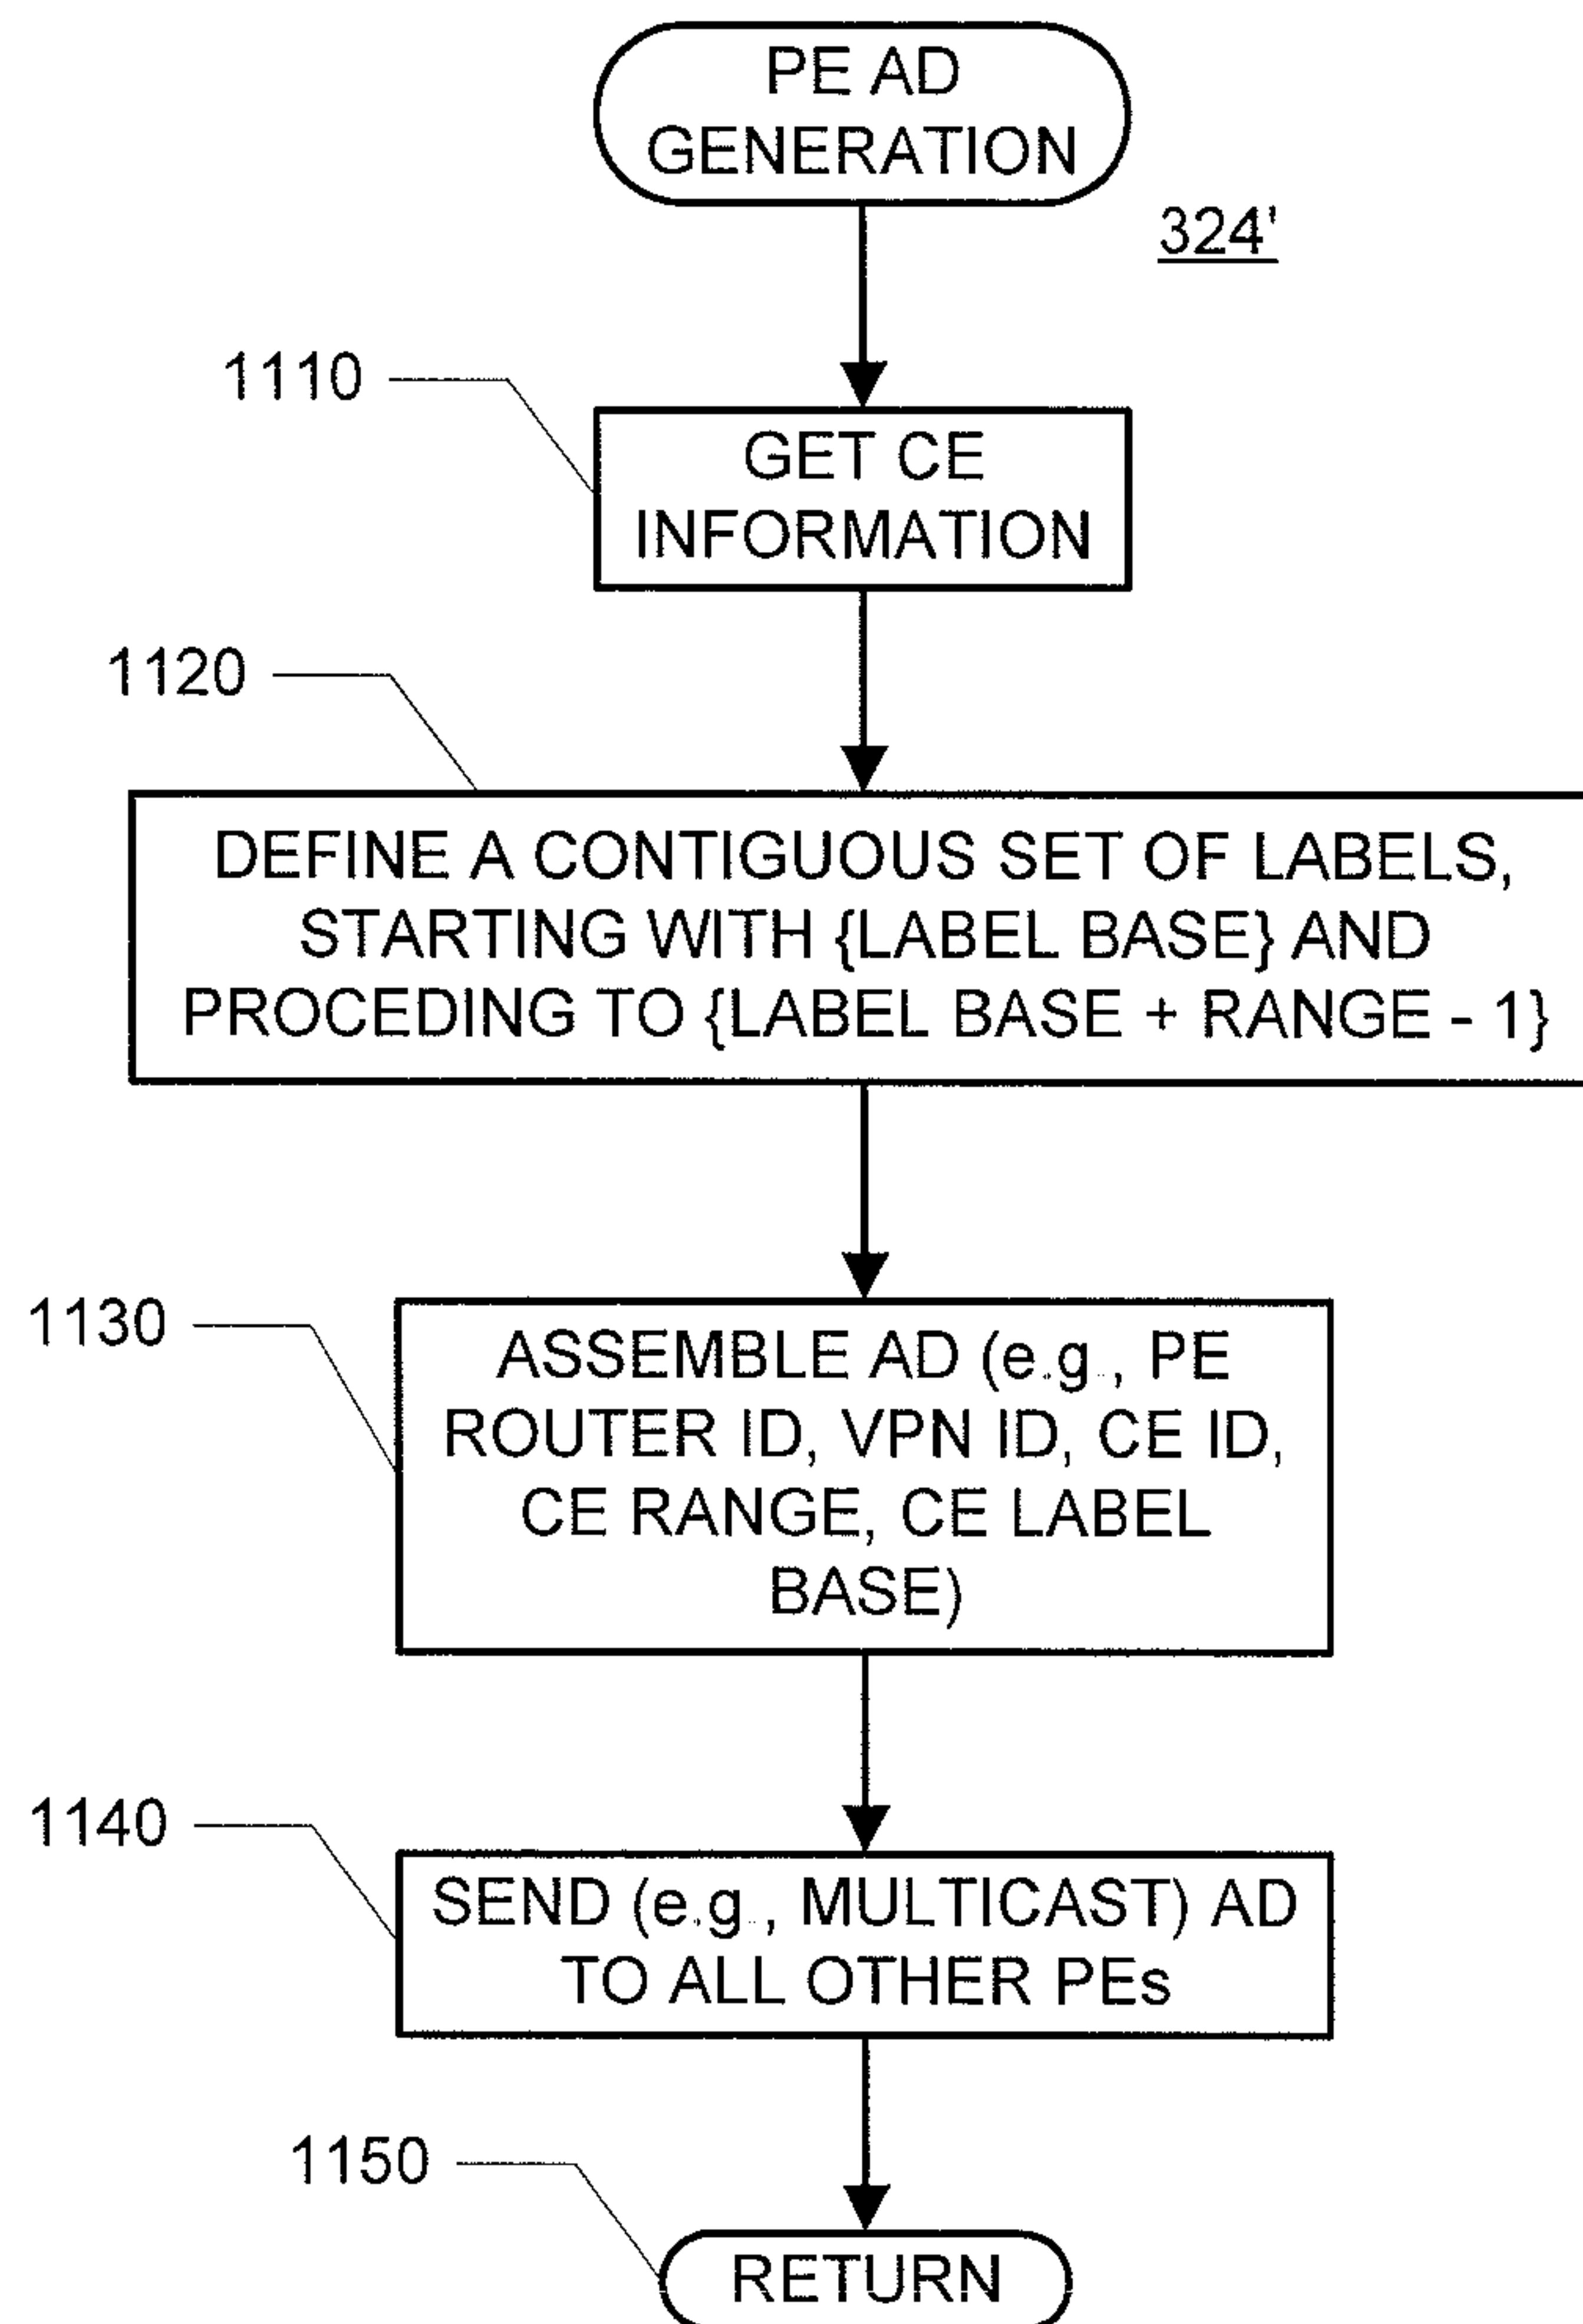 PE AD
GENERATION
324'
1110
GET CE
INFORMATION
1120
DEFINE A CONTIGUOUS SET OF LABELS,
STARTING WITH {LABEL BASE} AND
PROCEDING TO {LABEL BASE + RANGE - 1}
1130
ASSEMBLE AD (e.g., PE
ROUTER ID, VPN ID, CE ID,
CE RANGE, CE LABEL
BASE)
1140
SEND (e.g., MULTICAST) AD
TO ALL OTHER PEs
1150
RETURN